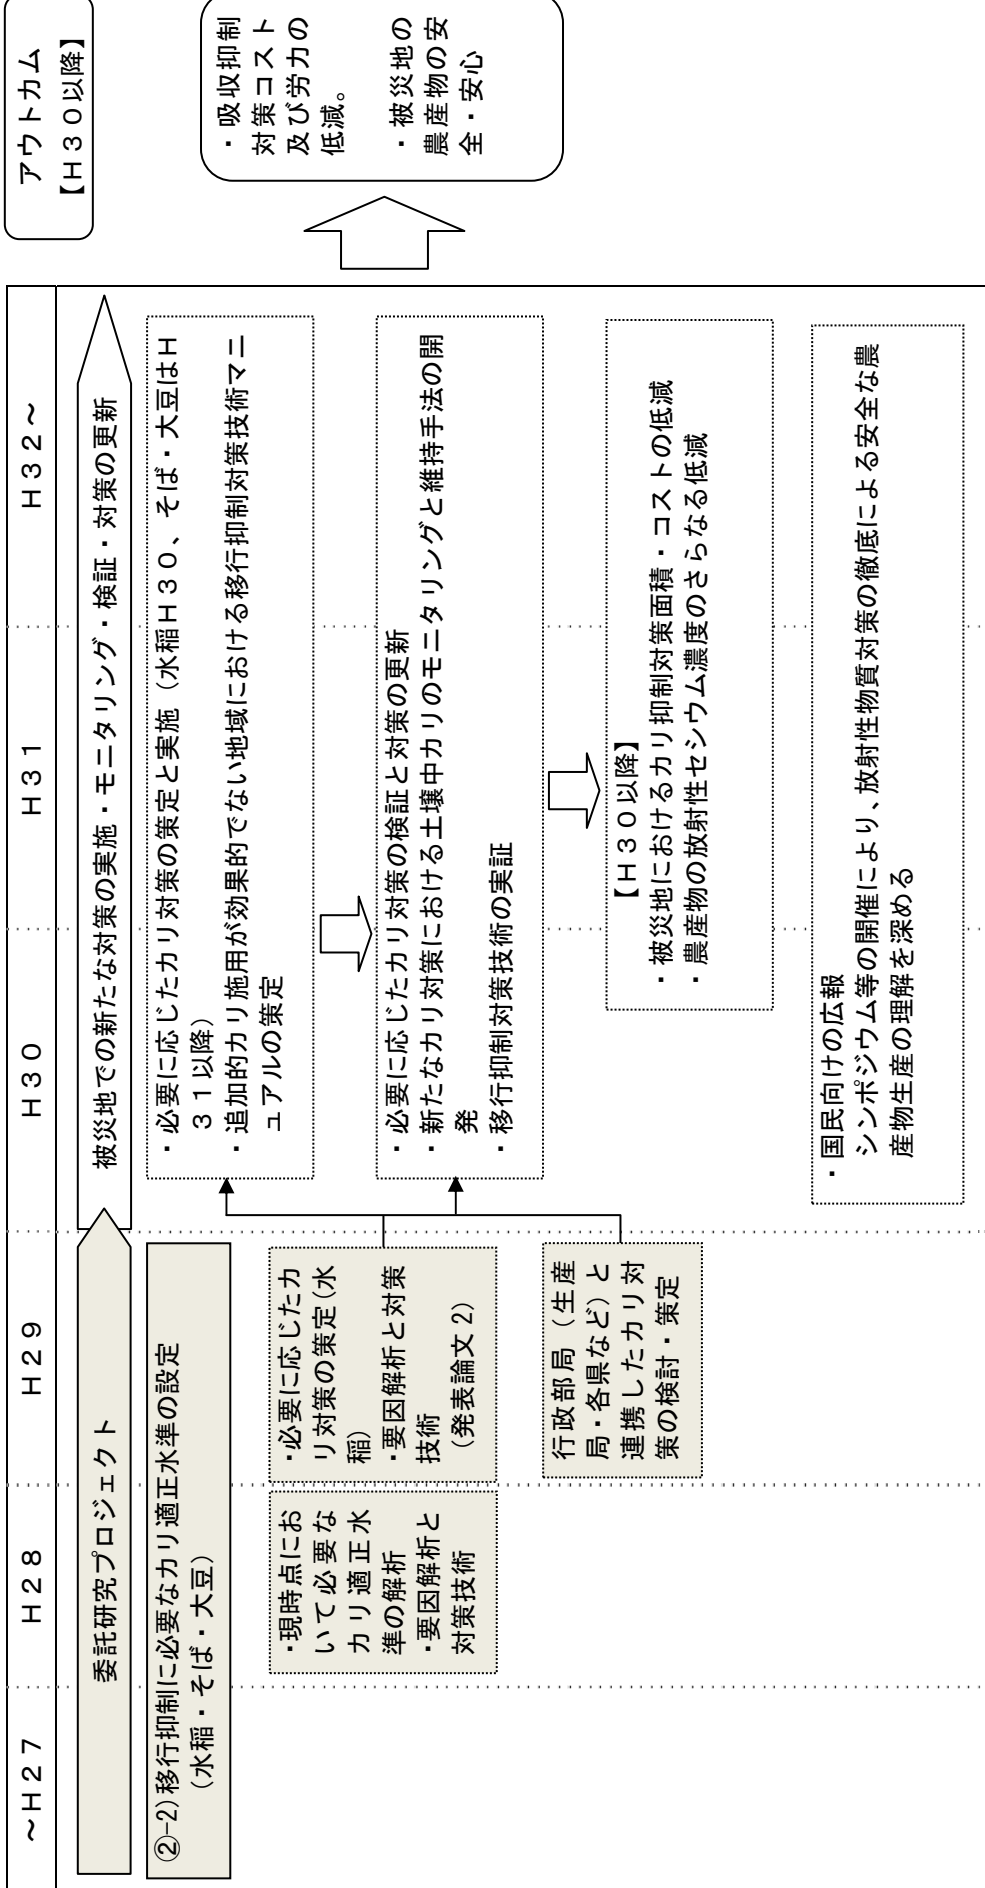 ～Ｈ２７
Ｈ２８
Ｈ２９
Ｈ３０
Ｈ３１
Ｈ３２～
アウトカム
【Ｈ３０以降】
委託研究プロジェクト
被災地での新たな対策の実施・モニタリング・検証・対策の更新
②-2)移行抑制に必要なカリ適正水準の設定
（水稲・そば・大豆）
・現時点にお
いて必要な
カリ適正水
準の解析
・要因解析と
対策技術
・必要に応じたカ
リ対策の策定(水
稲)
・要因解析と対策
技術
（発表論文 2）
行政部局（生産
局・各県など）と
連携したカリ対
策の検討・策定
・必要に応じたカリ対策の策定と実施（水稲Ｈ３０、そば・大豆はＨ
３１以降）
・追加的カリ施用が効果的でない地域における移行抑制対策技術マニ
ュアルの策定
・必要に応じたカリ対策の検証と対策の更新
・新たなカリ対策における土壌中カリのモニタリングと維持手法の開
発
・移行抑制対策技術の実証
【Ｈ３０以降】
・被災地におけるカリ抑制対策面積・コストの低減
・農産物の放射性セシウム濃度のさらなる低減
・国民向けの広報
シンポジウム等の開催により、放射性物質対策の徹底による安全な農
産物生産の理解を深める
・吸収抑制
対策コスト
及び労力の
低減。
・被災地の
農産物の安
全・安心